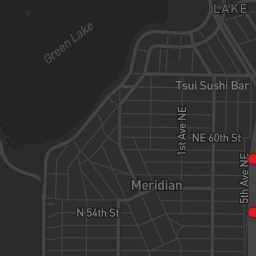 LAKE
Green Lake
Tsui Sushi Bar
1st Ave NE
NE 60th St
5th Ave NE
Meridian
N 54th St